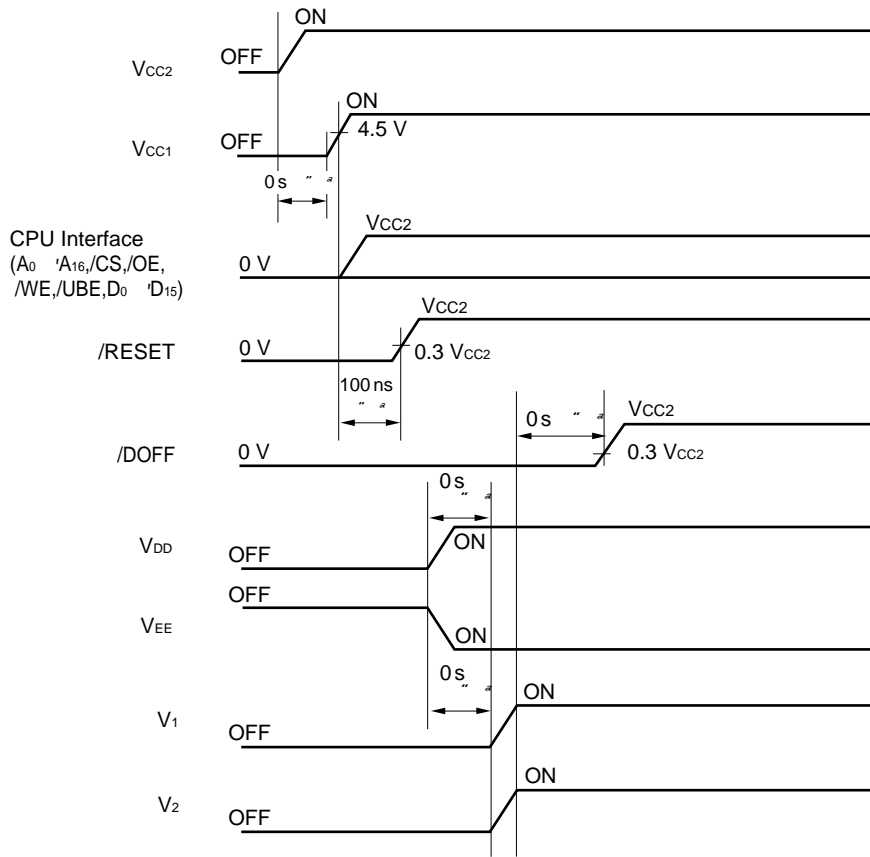 ON
OFF
VCC2
ON
4.5 V
OFF
VCC1
0 s
VCC2
CPU Interface
(A0 'A16,/CS,/OE,
/WE,/UBE,D0 'D15)
0 V
VCC2
/RESET
0 V
0.3 VCC2
100 ns
0 s
VCC2
/DOFF
0 V
0.3 VCC2
0 s
VDD
OFF
ON
OFF
VEE
ON
0 s
ON
V1
OFF
ON
V2
OFF